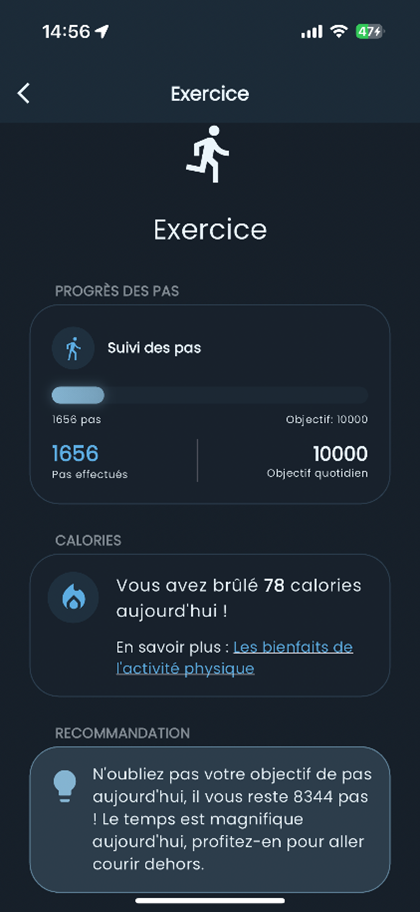 14:56
47
Exercice
Exercice
PROGRÈS DES PAS
Suivi des pas
1656 pas
Objectif: 10000
1656
10000
Pas effectués
Objectif quotidien
CALORIES
Vous avez brûlé 78 calories
aujourd'hui !
En savoir plus : Les bienfaits de
l'activité physique
RECOMMANDATION
N'oubliez pas votre objectif de pas
aujourd'hui, il vous reste 8344 pas
! Le temps est magnifique
aujourd'hui, profitez-en pour aller
courir dehors.